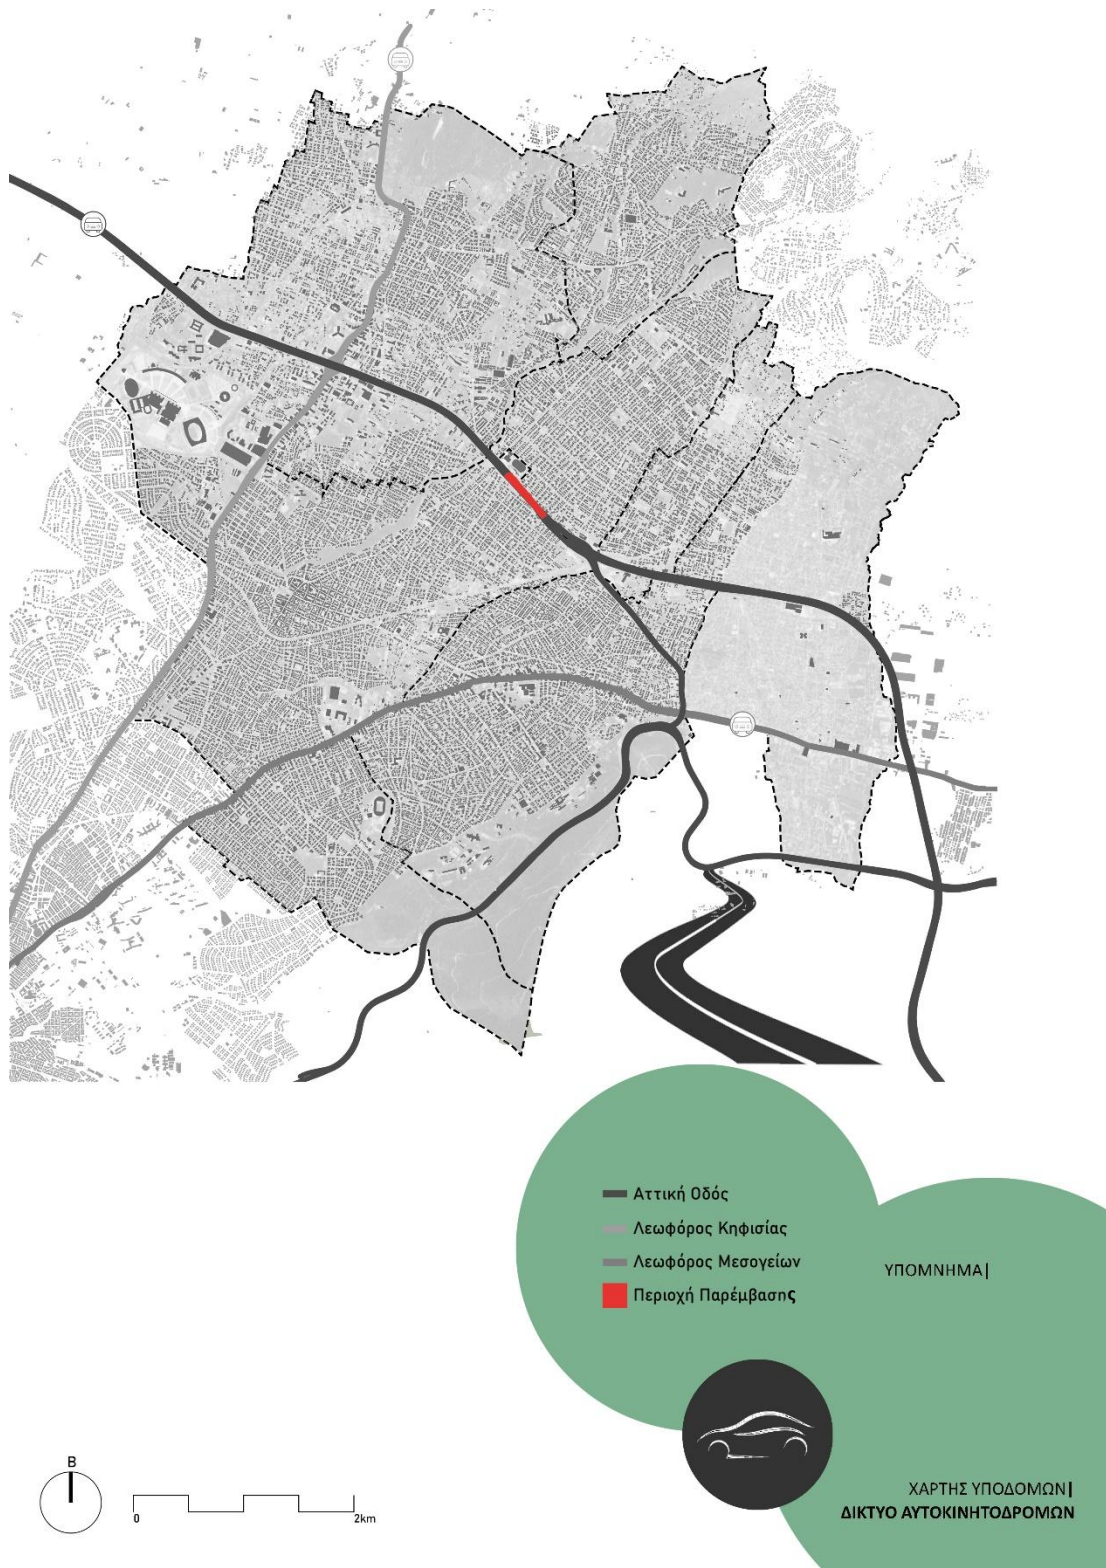 Αττική Οδός
Λεωφόρος Κηφισίας
Λεωφόρος Μεσογείων
Περιοχή Παρέμβασης
ΥΠΟΜΝΗΜΑ|
Β
0 2km
ΧΑΡΤΗΣ ΥΠΟΔΟΜΩΝ|
ΔΙΚΤΥΟ ΑΥΤΟΚΙΝΗΤΟΔΡΟΜΩΝ